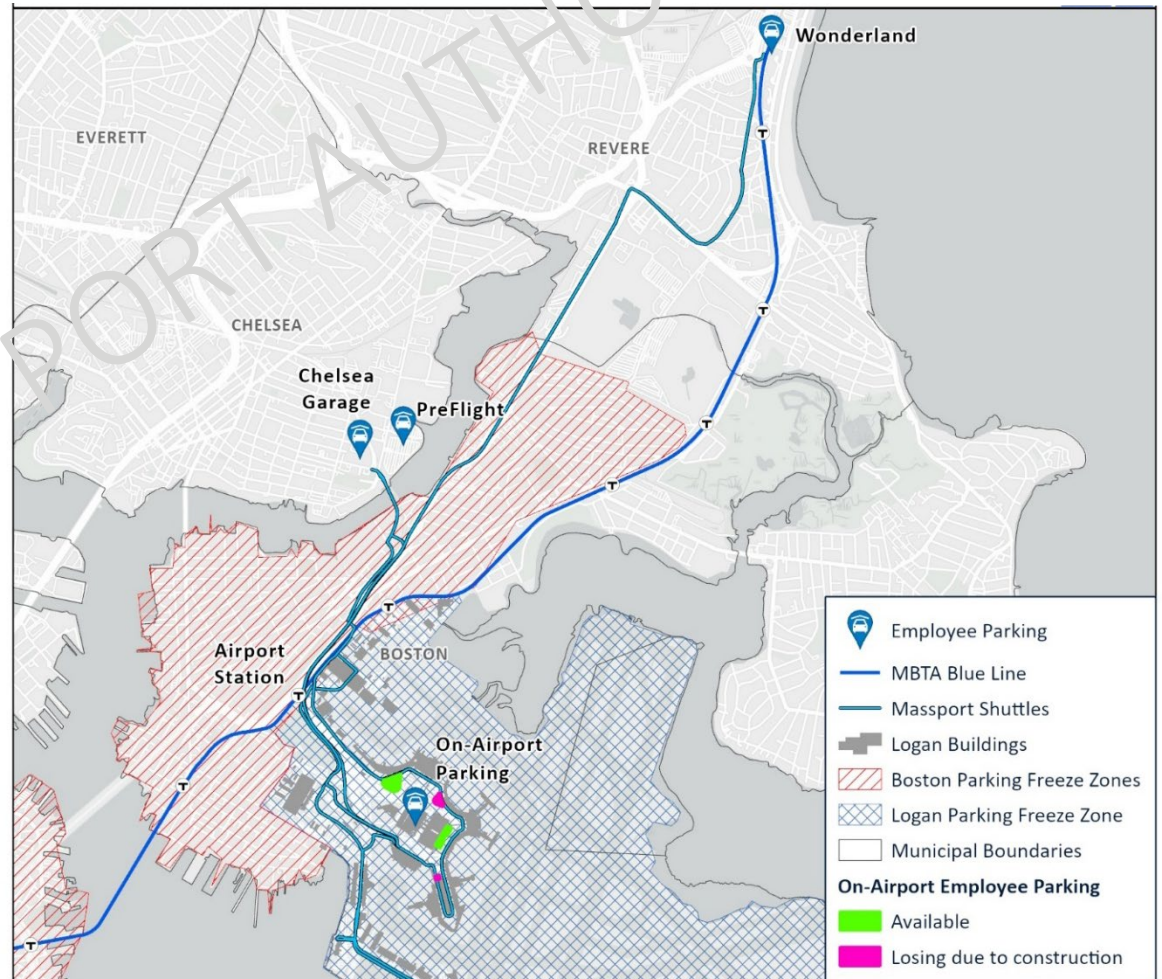 PORT AUTHO
Wonderland
EVERETT
REVERE
T
CHELSEA
T
Chelsea
Garage
PreFlight
T
T
T
Airport
Station
BOSTON
T
On-Airport
Parking
T
T
Employee Parking
T MBTA Blue Line
Massport Shuttles
Logan Buildings
Boston Parking Freeze Zones
Logan Parking Freeze Zone
Municipal Boundaries
On-Airport Employee Parking
Available
Losing due to construction